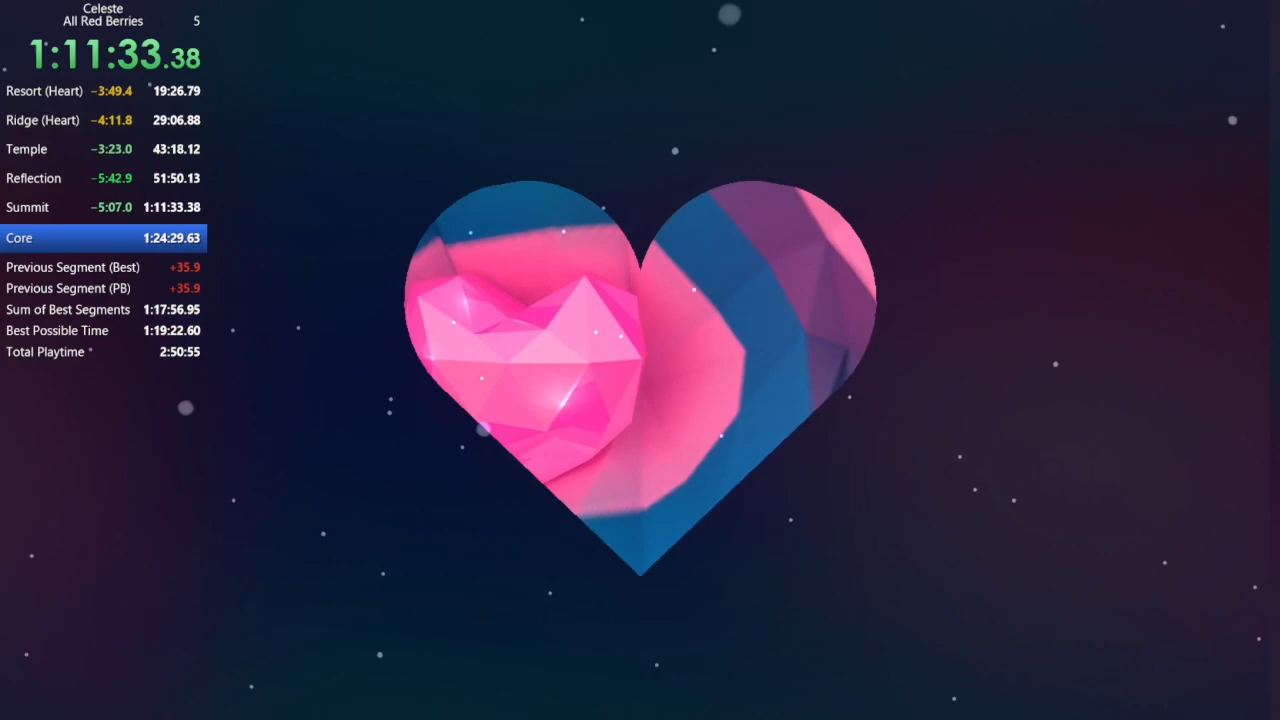 Celeste
All Red Berries 5
1:11:33.38
Resort (Heart) −3:49.4 19:26.79
Ridge (Heart) −4:11.8 29:06.88
Temple −3:23.0 43:18.12
Reflection −5:42.9 51:50.13
Summit −5:07.0 1:11:33.38
Core 1:24:29.63
Previous Segment (Best) +35.9
Previous Segment (PB) +35.9
Sum of Best Segments 1:17:56.95
Best Possible Time 1:19:22.60
Total Playtime * 2:50:55